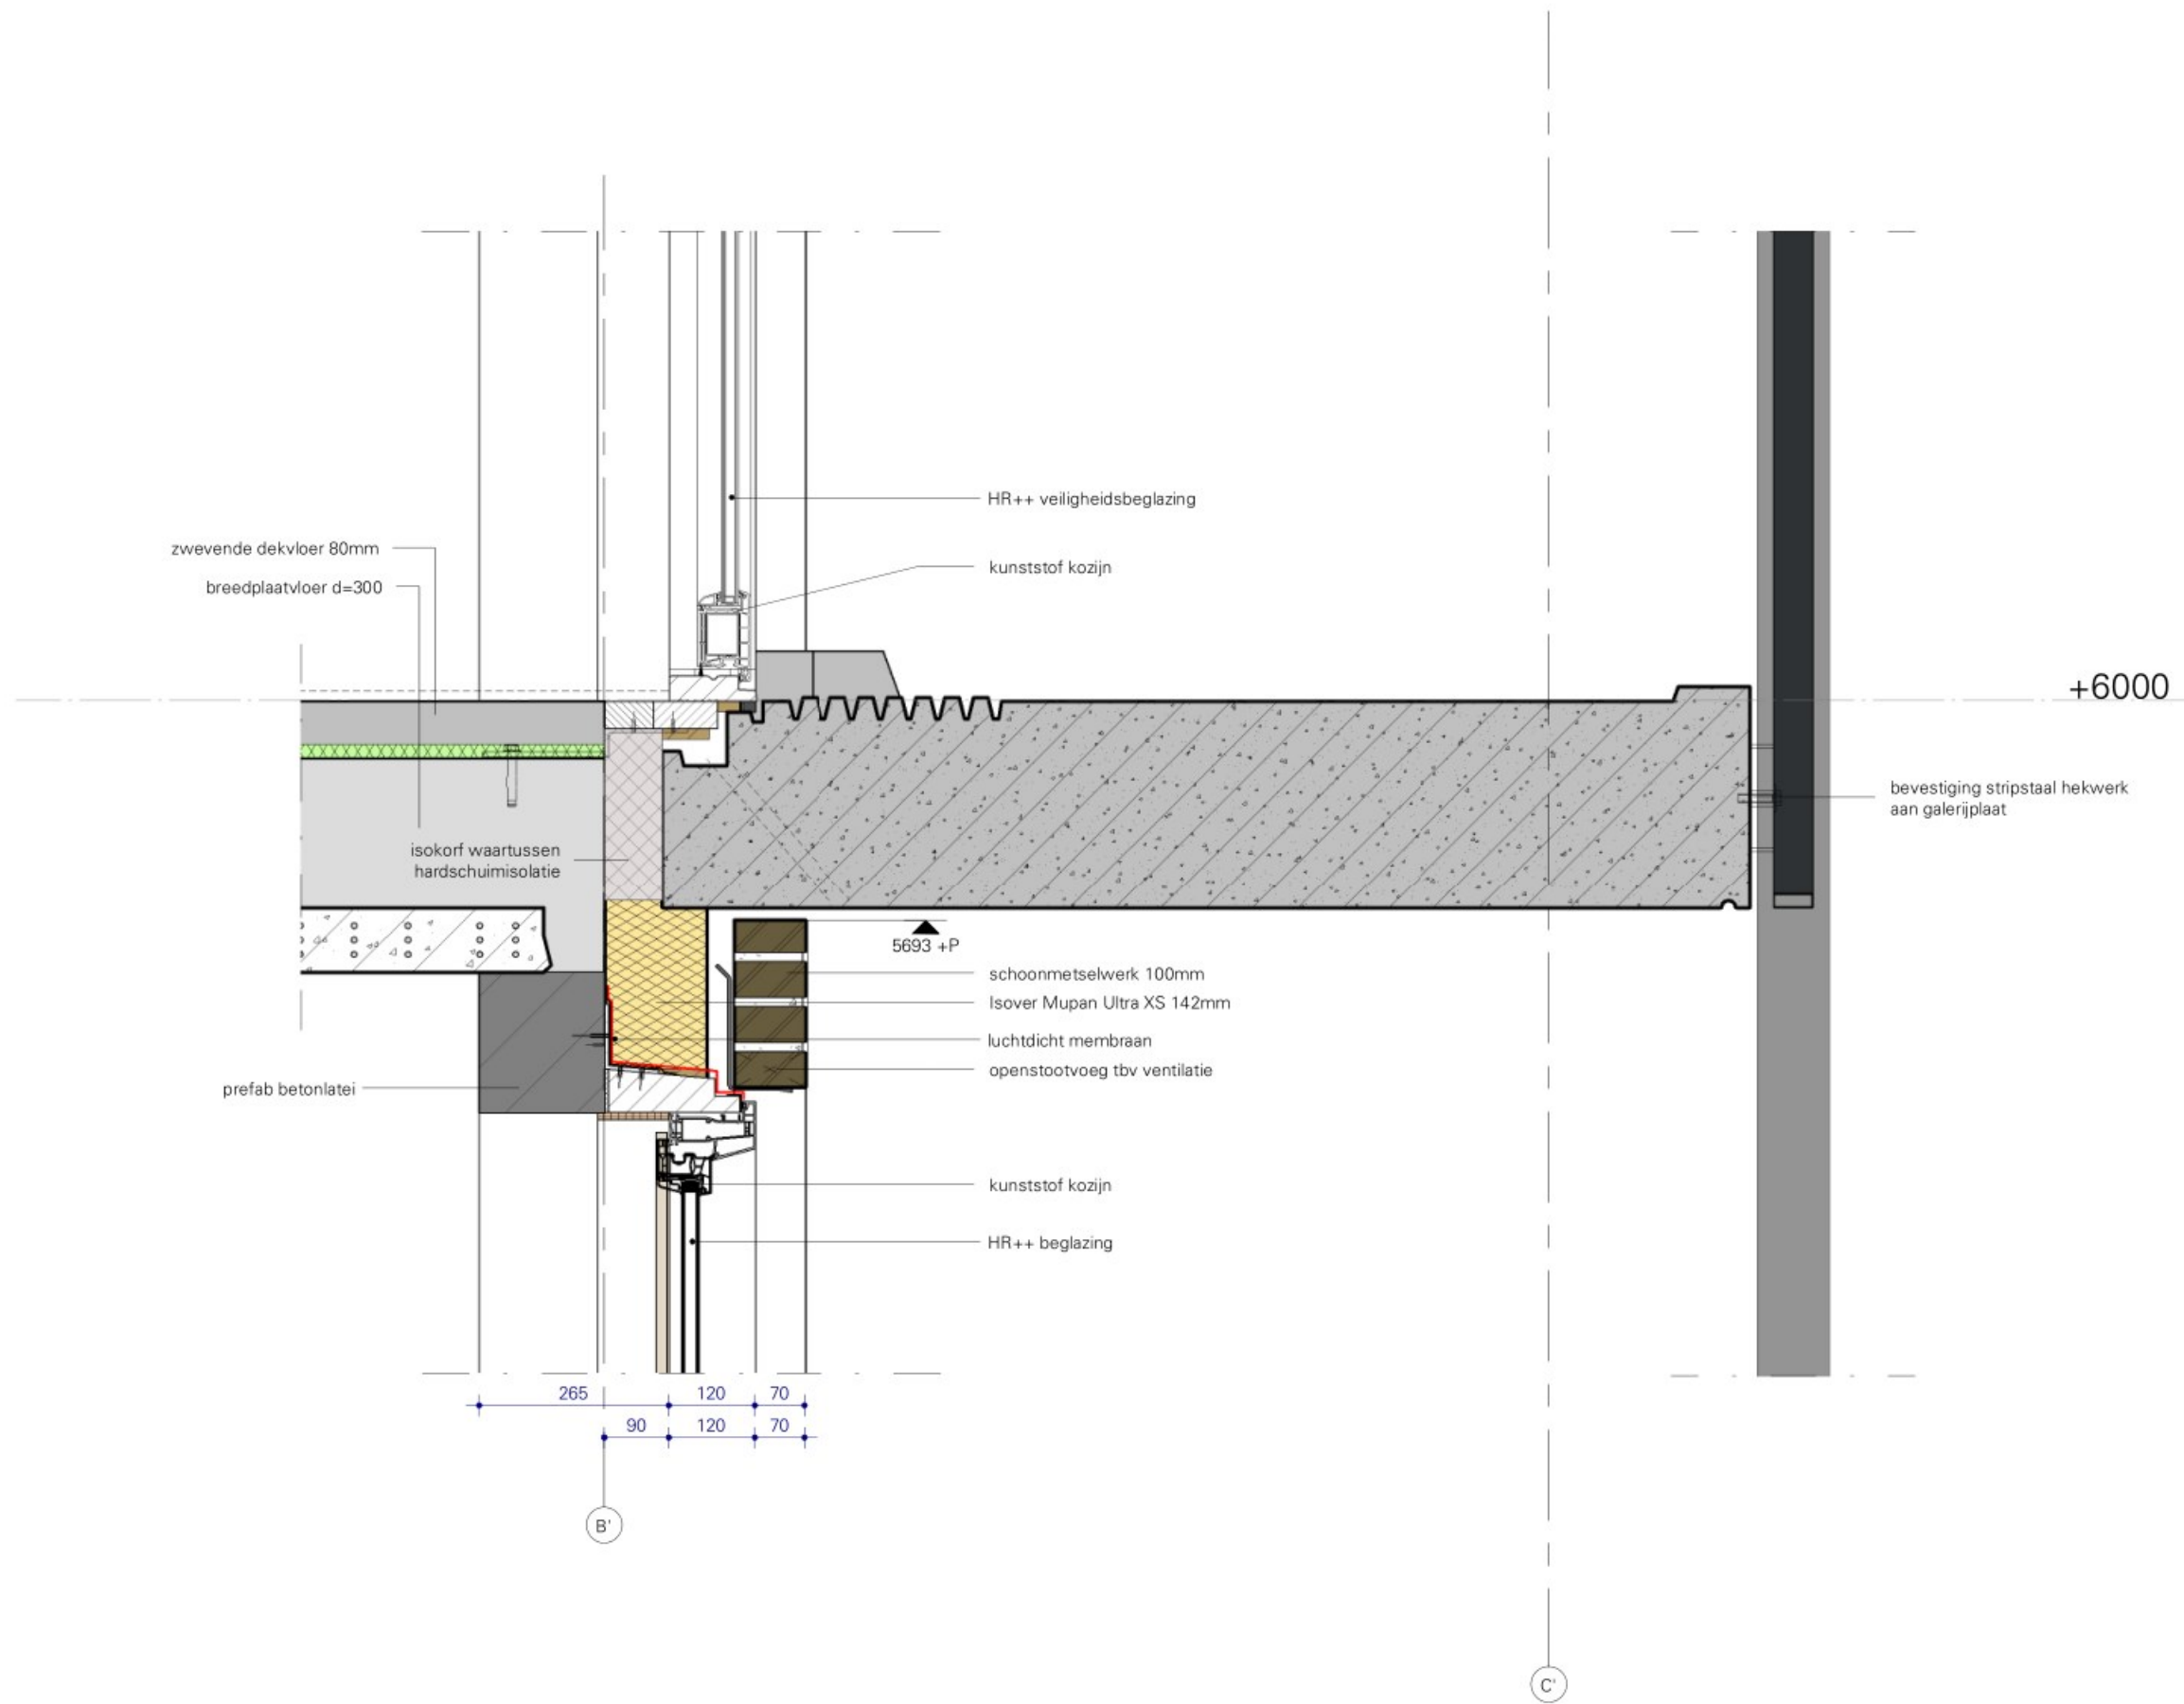 HR++ veiligheidsbeglazing
zwevende dekvloer 80mm
kunststof kozijn
breedplaatvloer d=300
+6000
bevestiging stripstaal hekwerk
aan galerijplaat
isokorf waartussen
hardschuimisolatie
5693 +P
schoonmetselwerk 100mm
Isover Mupan Ultra XS 142mm
luchtdicht membraan
openstootvoeg tbv ventilatie
prefab betonlatei
kunststof kozijn
HR++ beglazing
265 120 70
90 120 70
B'
C'